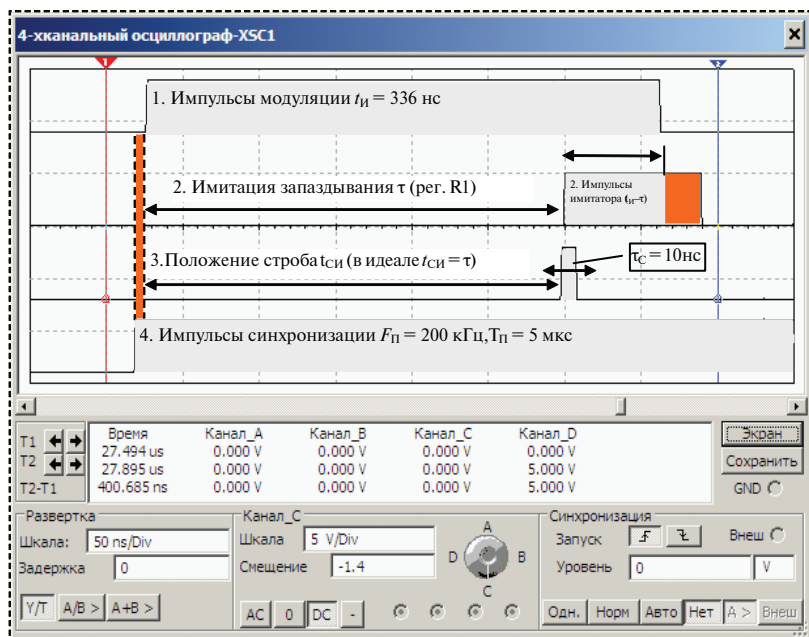 4-хканальный осциллограф-XSC1
1
2
1. Импульсы модуляции tИ = 336 нс
2. Имитация запаздывания τ (рег. R1)
2. Импульсы
имитатора (tи–τ)
3.Положение строба tСИ (в идеале tСИ = τ)
τС = 10нс
4. Импульсы синхронизации FП = 200 кГц,TП = 5 мкс
Время Канал_A Канал_B Канал_C Канал_D
T1 27.494 us 0.000 V 0.000 V 0.000 V 0.000 V
T2 27.895 us 0.000 V 0.000 V 0.000 V 5.000 V
T2-T1 400.685 ns 0.000 V 0.000 V 0.000 V 5.000 V
Экран
Сохранить
GND
Развертка
Шкала: 50 ns/Div
Задержка 0
Y/T A/B > A+B >
Канал_C
Шкала 5 V/Div
Смещение -1.4
AC 0 DC -
A
D B
C
Синхронизация
Запуск Внеш
Уровень 0 V
Одн. Норм Авто Нет A > Внеш